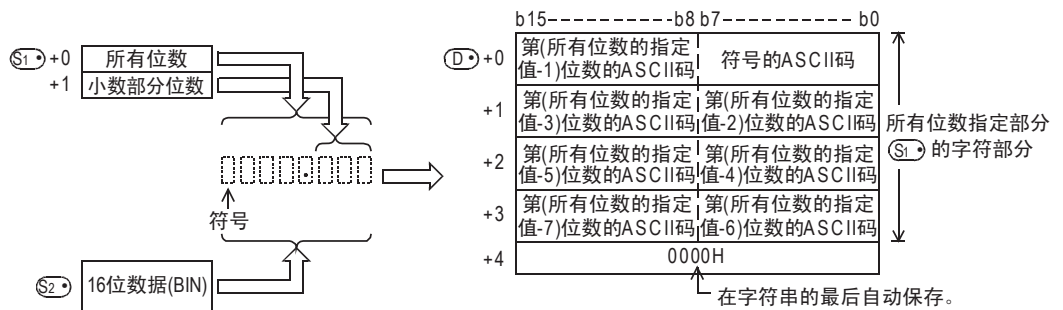 S1• +0 所有位数
+1 小数部分位数
符号
S2• 16位数据(BIN)
b15 b8 b7 b0
D• +0
第(所有位数的指定
值-1)位数的ASCII码
符号的ASCII码
+1
第(所有位数的指定
值-3)位数的ASCII码
第(所有位数的指定
值-2)位数的ASCII码
+2
第(所有位数的指定
值-5)位数的ASCII码
第(所有位数的指定
值-4)位数的ASCII码
+3
第(所有位数的指定
值-7)位数的ASCII码
第(所有位数的指定
值-6)位数的ASCII码
+4 0000H
所有位数指定部分
S1• 的字符部分
在字符串的最后自动保存。